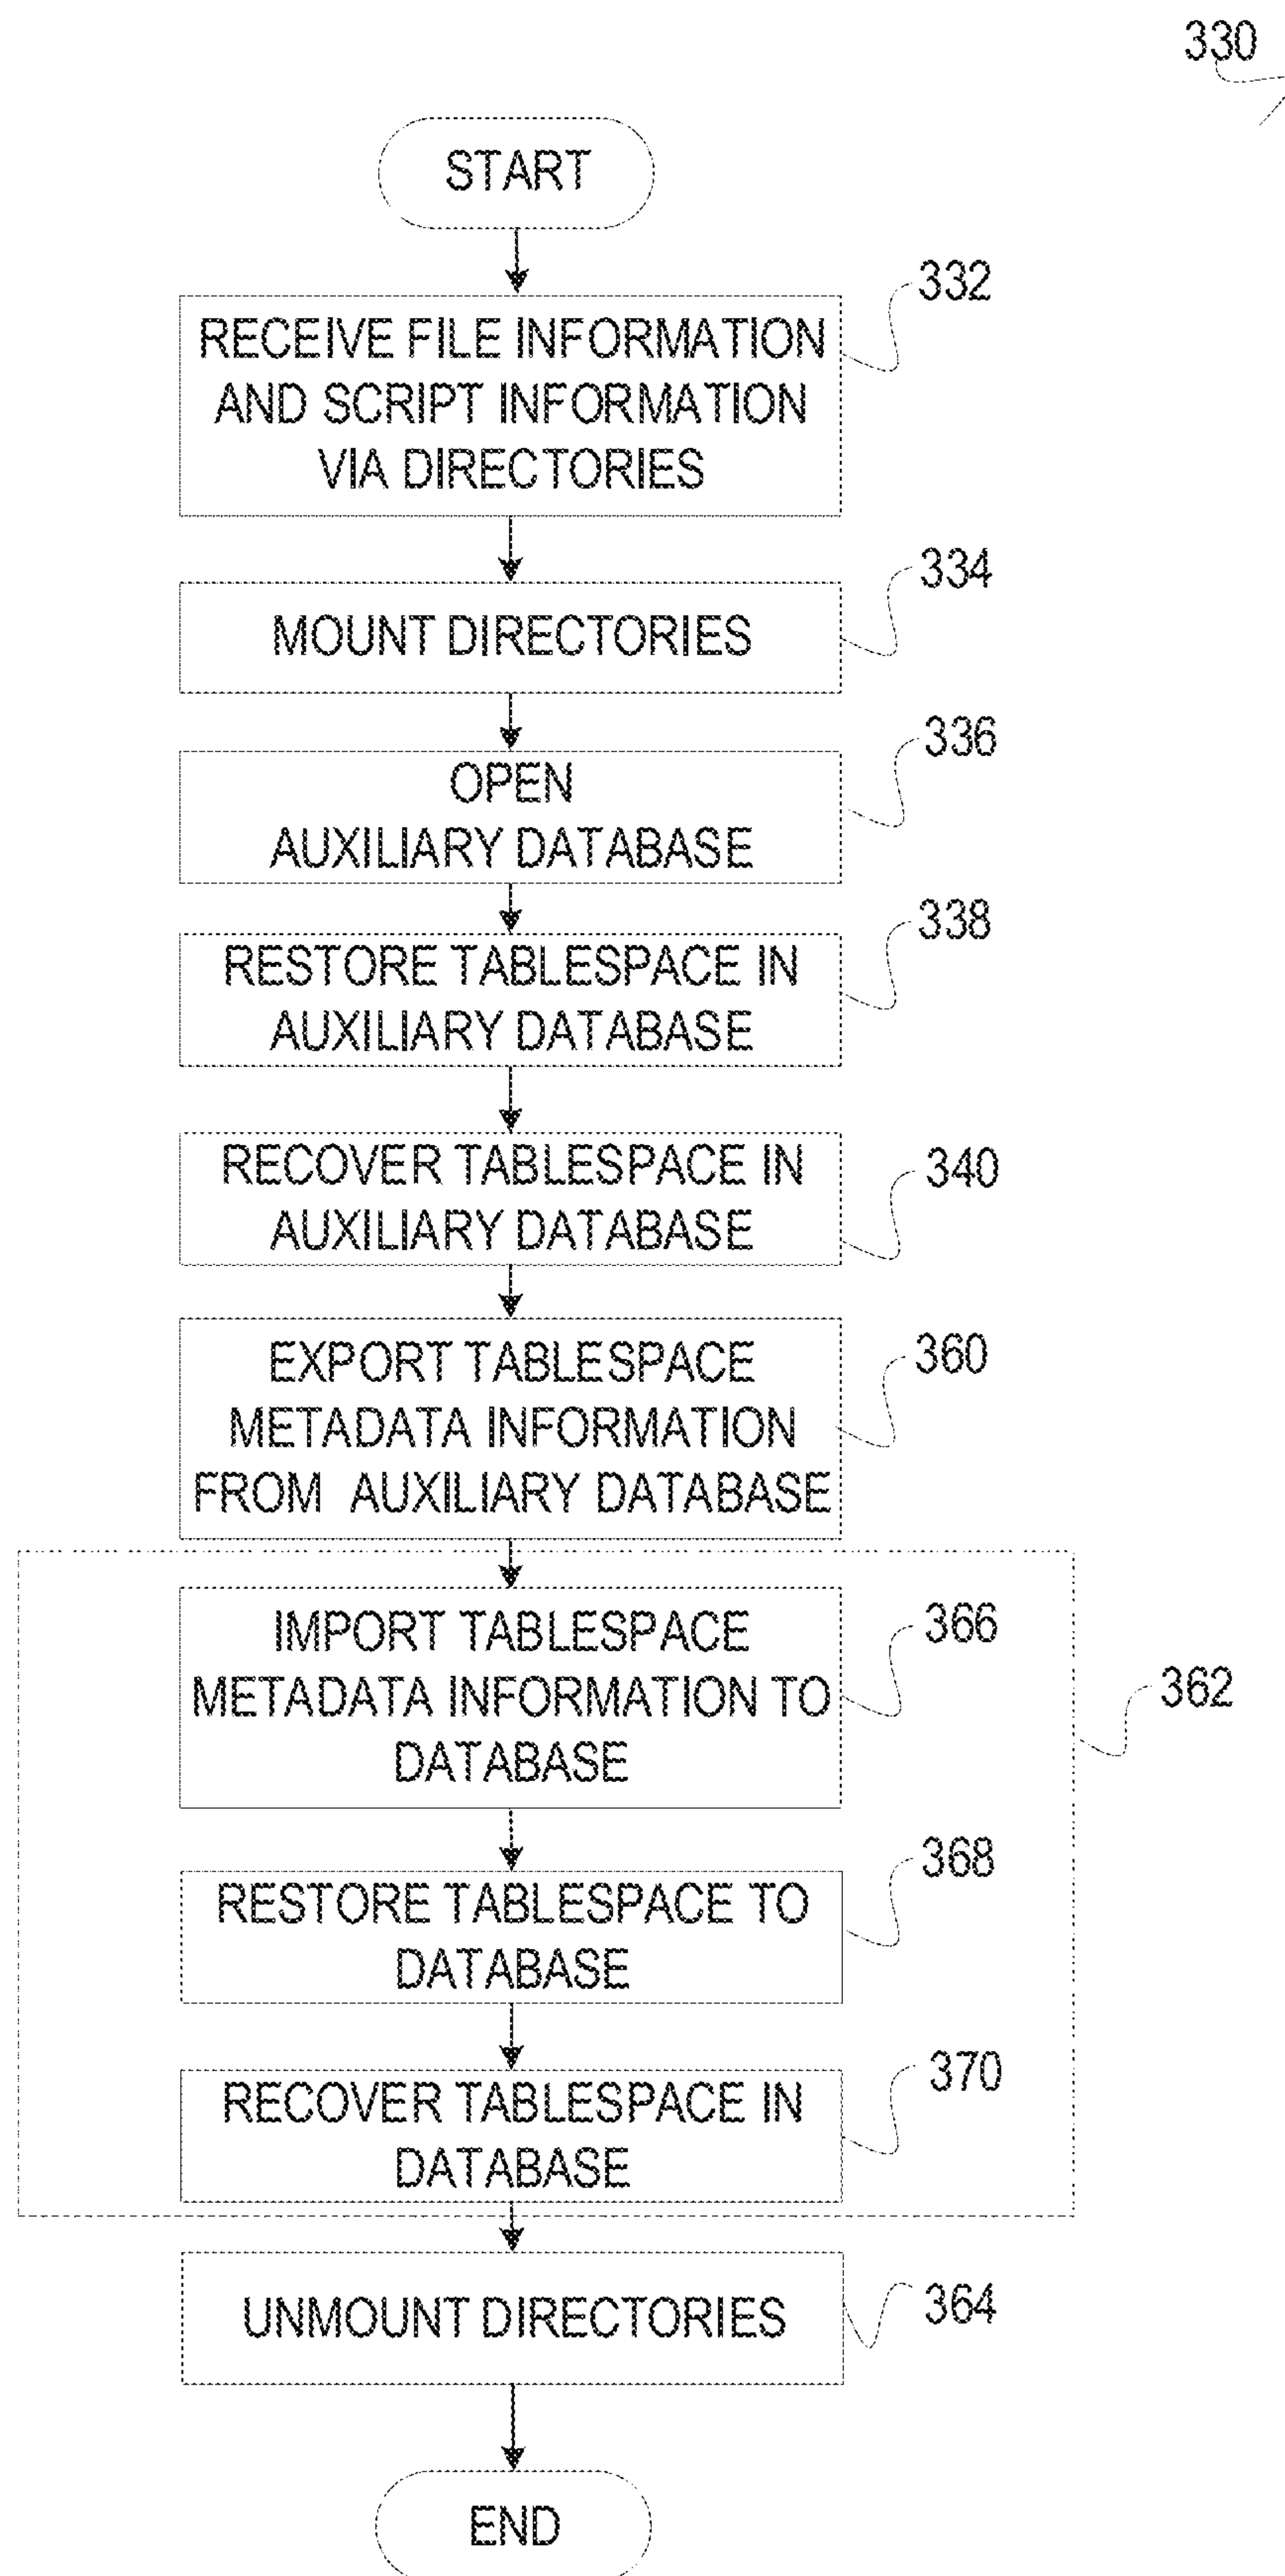 330
START
332
RECEIVE FILE INFORMATION
AND SCRIPT INFORMATION
VIA DIRECTORIES
334
MOUNT DIRECTORIES
336
OPEN
AUXILIARY DATABASE
338
RESTORE TABLESPACE IN
AUXILIARY DATABASE
340
RECOVER TABLESPACE IN
AUXILIARY DATABASE
360
EXPORT TABLESPACE
METADATA INFORMATION
FROM AUXILIARY DATABASE
366
IMPORT TABLESPACE
METADATA INFORMATION TO
DATABASE
362
368
RESTORE TABLESPACE TO
DATABASE
370
RECOVER TABLESPACE IN
DATABASE
364
UNMOUNT DIRECTORIES
END